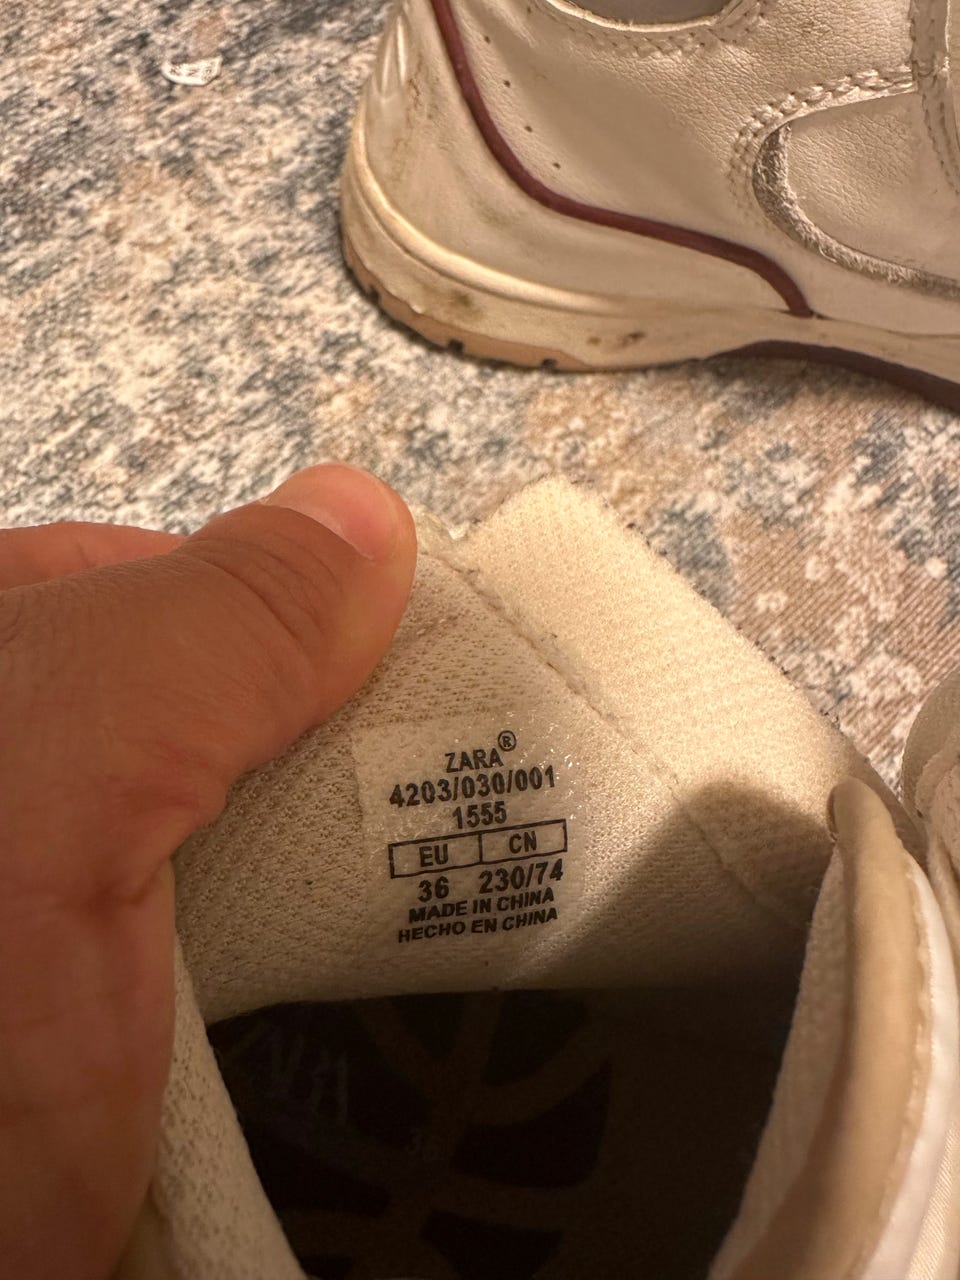 ZARA®
4203/030/001
1555
EU CN
36 230/74
MADE IN CHINA
HECHO EN CHINA